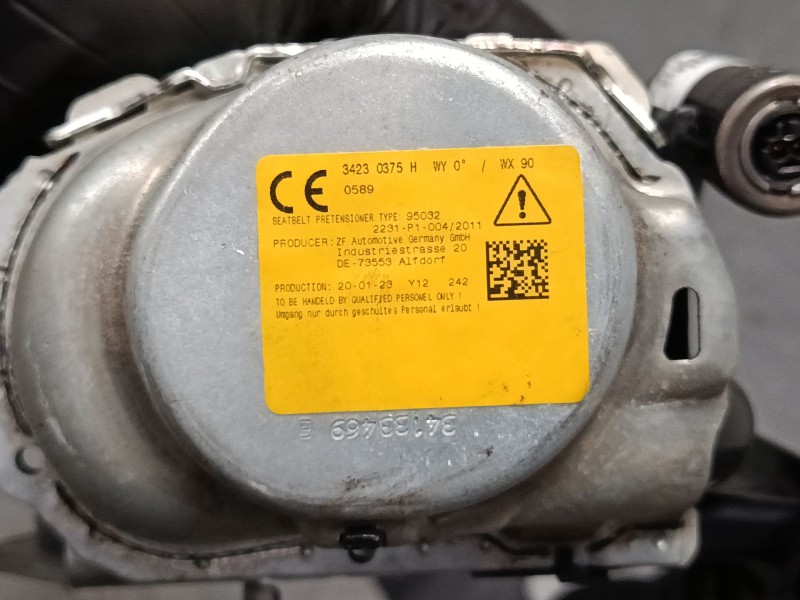 CE 3423 0375 H WY 0° / WX 90
0589
SEATBELT PRETENSIONER TYPE: 95032
2231-P1-004/2011
PRODUCER: ZF Automotive Germany GmbH
Industriestrasse 20
DE-73553 Alfdorf
PRODUCTION: 20-01-23 Y12 242
TO BE HANDELD BY QUALIFIED PERSONEL ONLY !
Umgang nur durch geschultes Personal erlaubt !
34133469 E